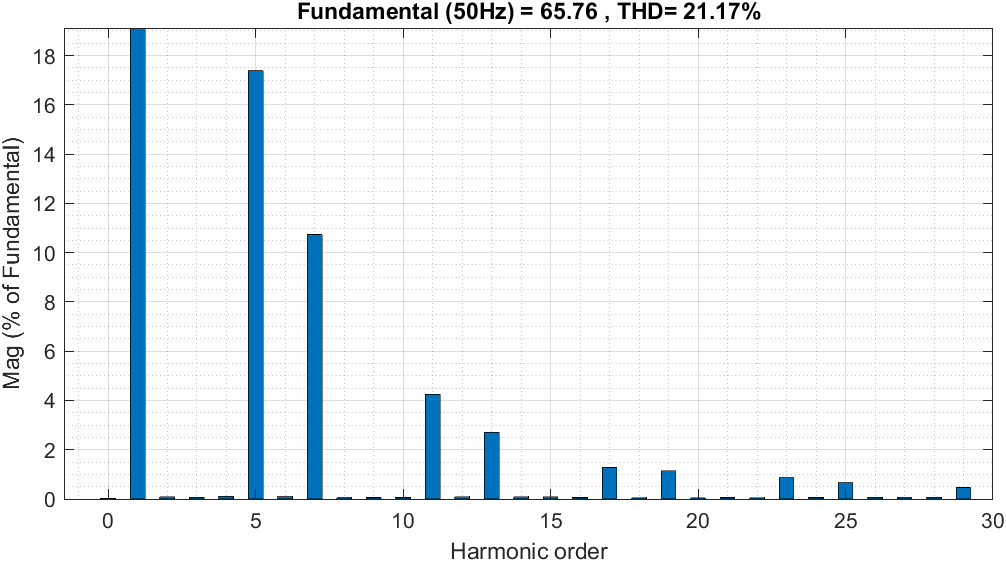 Fundamental (50Hz) = 65.76 , THD= 21.17%
Mag (% of Fundamental)
18
16
14
12
10
8
6
4
2
0
0 5 10 15 20 25 30
Harmonic order